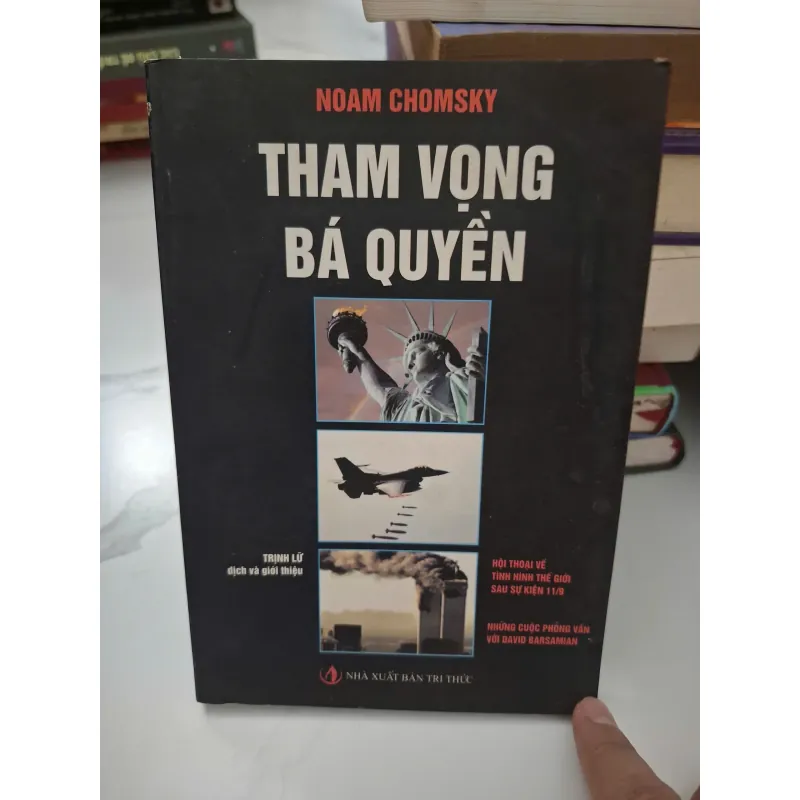 NOAM CHOMSKY
THAM VỌNG
BÁ QUYỀN
TRỊNH LỮ
dịch và giới thiệu
HỘI THOẠI VỀ
TÌNH HÌNH THẾ GIỚI
SAU SỰ KIỆN 11/9
NHỮNG CUỘC PHỎNG VẤN
VỚI DAVID BARSAMIAN
NHÀ XUẤT BẢN TRI THỨC